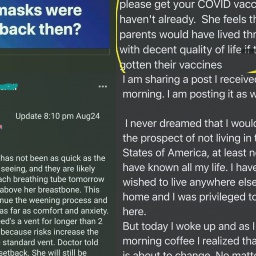 masks were
back then?
Update 8:10 pm Aug24
has not been as quick as the
seeing, and they are likely
ach breathing tube tomorrow
above her breastbone. This
nue the weening process and
as far as comfort and anxiety.
ed's a vent for longer than 2
because risks increase the
standard vent. Doctor told
setback. She will still be
please get your COVID vacc
haven't already. She feels th
parents would have lived thr
with decent quality of life if t
gotten their vaccines
I am sharing a post I receive
morning. I am posting it as w
I never dreamed that I would
the prospect of not living in t
States of America, at least n
have known all my life. I have
wished to live anywhere else
home and I was privileged to
here.
But today I woke up and as I
morning coffee I realized tha
is about to change. No matte